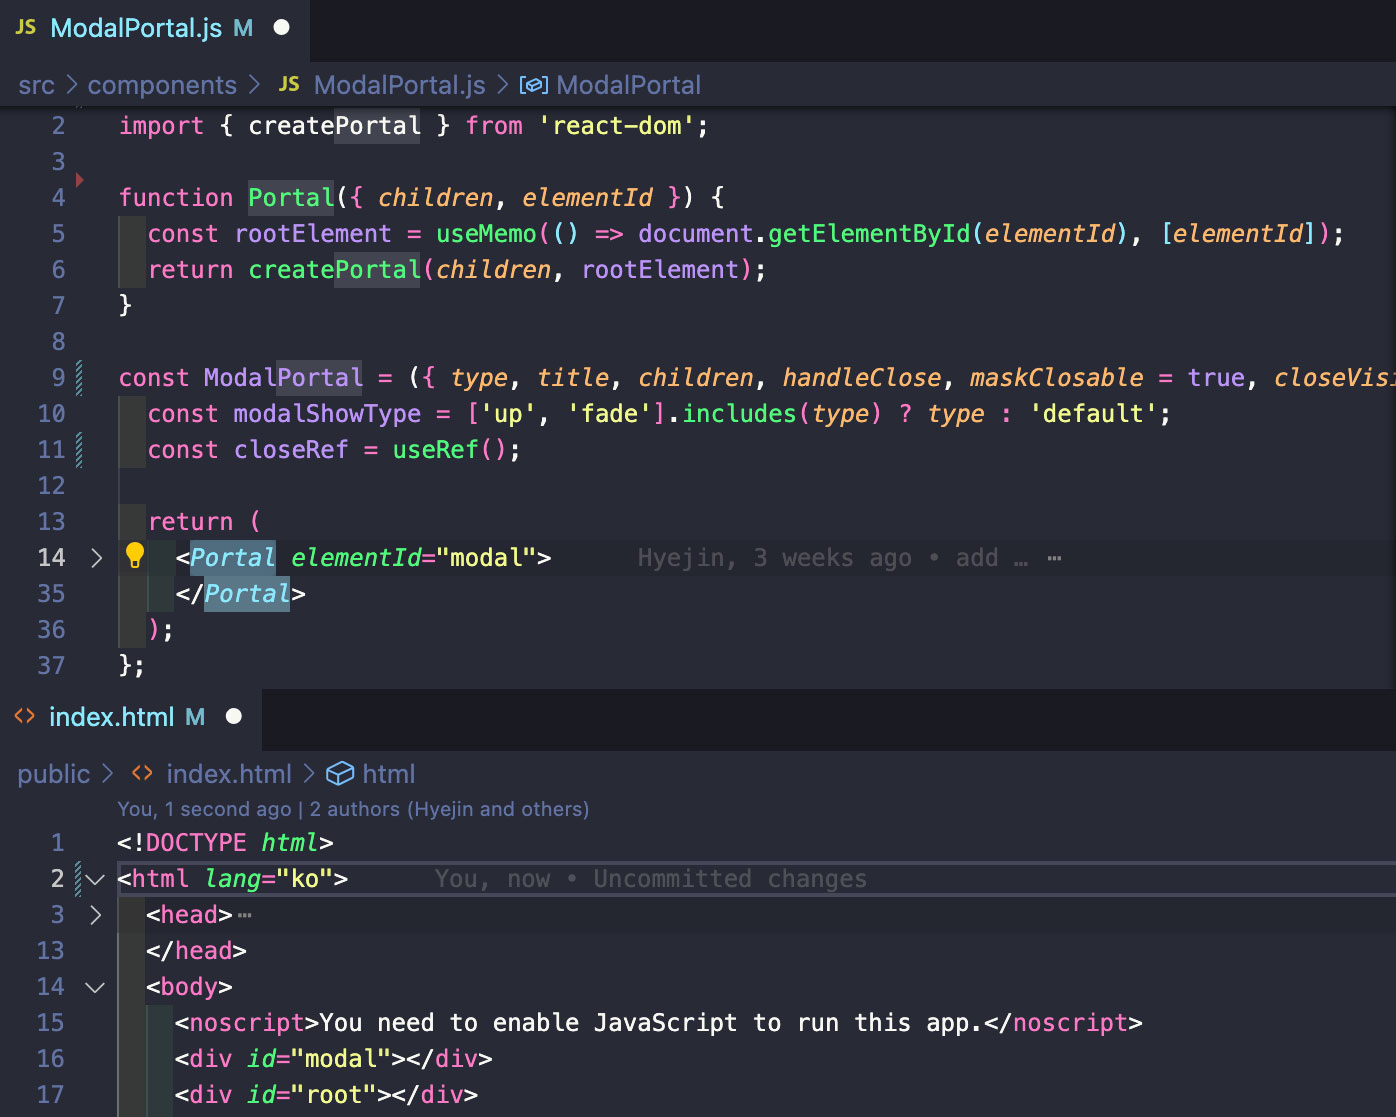 JS ModalPortal.js M
src > components > JS ModalPortal.js > ModalPortal
2 import { createPortal } from 'react-dom';
3
4 function Portal({ children, elementId }) {
5 const rootElement = useMemo(() => document.getElementById(elementId), [elementId]);
6 return createPortal(children, rootElement);
7 }
8
9 const ModalPortal = ({ type, title, children, handleClose, maskClosable = true, closeVisi
10 const modalShowType = ['up', 'fade'].includes(type) ? type : 'default';
11 const closeRef = useRef();
12
13 return (
14 <Portal elementId="modal"> Hyejin, 3 weeks ago • add … ⋯
35 </Portal>
36 );
37 };
<> index.html M
public > <> index.html > html
You, 1 second ago | 2 authors (Hyejin and others)
1 <!DOCTYPE html>
2 <html lang="ko"> You, now • Uncommitted changes
3 <head>⋯
13 </head>
14 <body>
15 <noscript>You need to enable JavaScript to run this app.</noscript>
16 <div id="modal"></div>
17 <div id="root"></div>